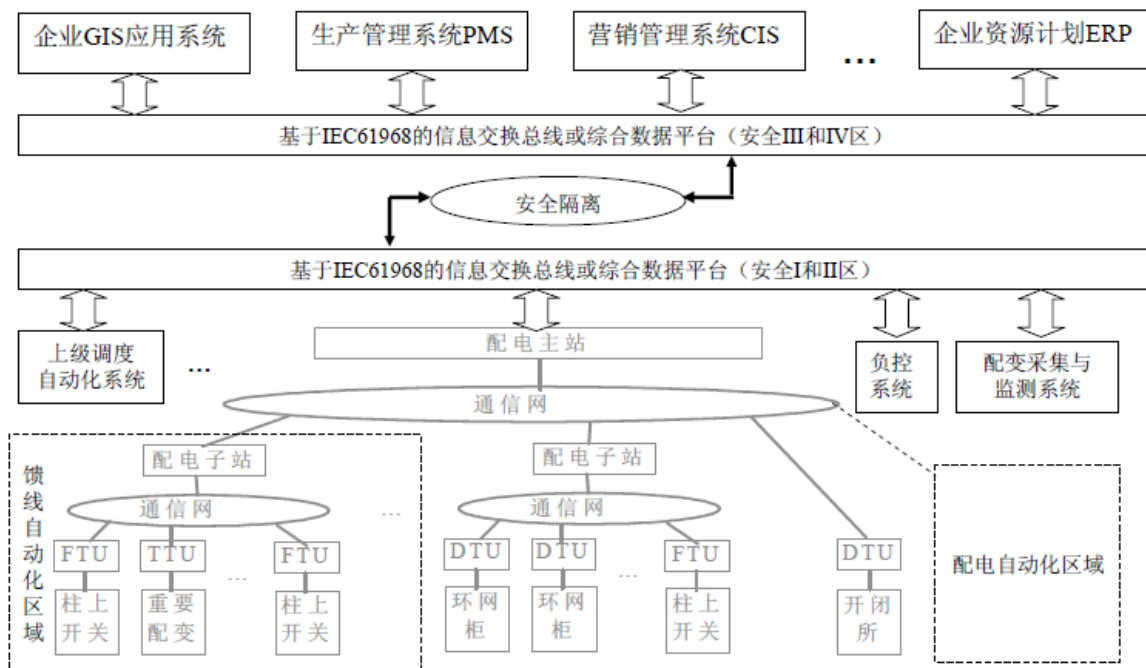 企业GIS应用系统
生产管理系统PMS
营销管理系统CIS
...
企业资源计划ERP
基于IEC61968的信息交换总线或综合数据平台（安全III和IV区）
安全隔离
基于IEC61968的信息交换总线或综合数据平台（安全I和II区）
上级调度
自动化系统
...
配电主站
负控
系统
配变采集与
监测系统
通信网
馈线自动化区域
配电子站
配电子站
通信网
...
通信网
FTU
TTU
FTU
DTU
DTU
FTU
DTU
...
...
柱上
开关
重要
配变
柱上
开关
环网
柜
环网
柜
柱上
开关
开闭
所
配电自动化区域